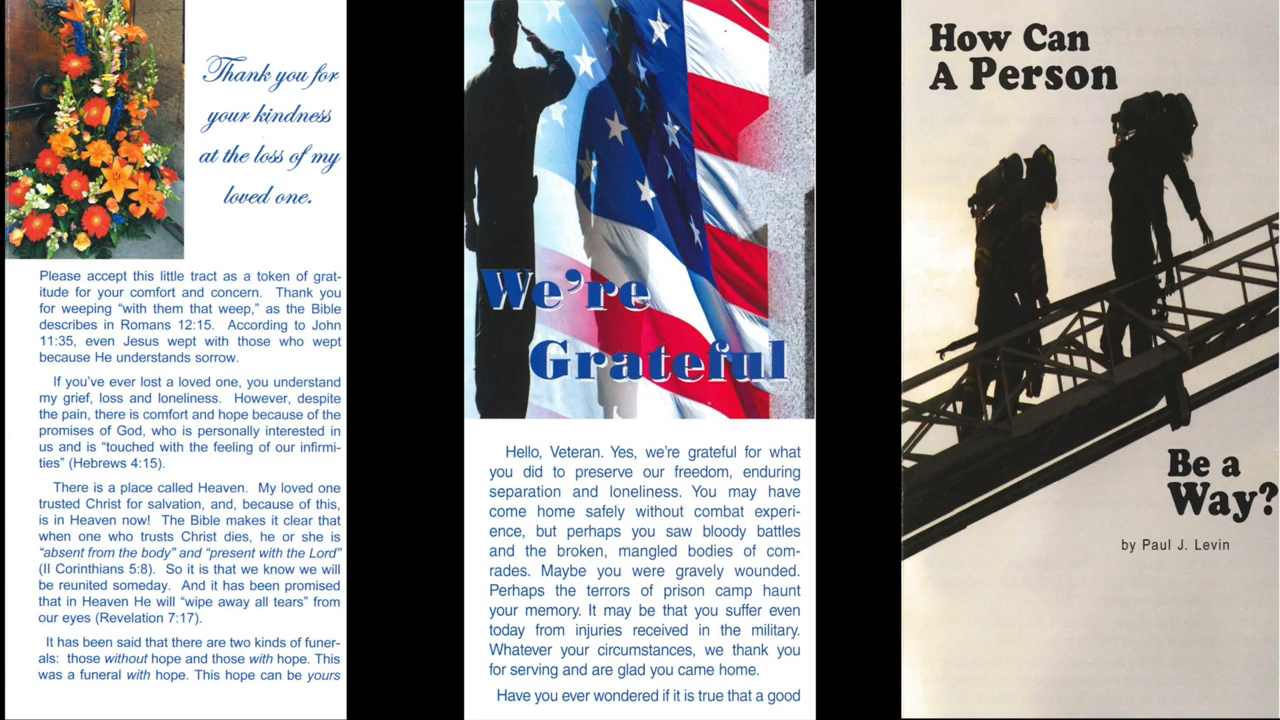 Thank you for
your kindness
at the loss of my
loved one.
Please accept this little tract as a token of grat-
itude for your comfort and concern. Thank you
for weeping “with them that weep,” as the Bible
describes in Romans 12:15. According to John
11:35, even Jesus wept with those who wept
because He understands sorrow.
If you’ve ever lost a loved one, you understand
my grief, loss and loneliness. However, despite
the pain, there is comfort and hope because of the
promises of God, who is personally interested in
us and is “touched with the feeling of our infirmi-
ties” (Hebrews 4:15).
There is a place called Heaven. My loved one
trusted Christ for salvation, and, because of this,
is in Heaven now! The Bible makes it clear that
when one who trusts Christ dies, he or she is
“absent from the body” and “present with the Lord”
(II Corinthians 5:8). So it is that we know we will
be reunited someday. And it has been promised
that in Heaven He will “wipe away all tears” from
our eyes (Revelation 7:17).
It has been said that there are two kinds of funer-
als: those without hope and those with hope. This
was a funeral with hope. This hope can be yours
We’re
Grateful
Hello, Veteran. Yes, we’re grateful for what
you did to preserve our freedom, enduring
separation and loneliness. You may have
come home safely without combat experi-
ence, but perhaps you saw bloody battles
and the broken, mangled bodies of com-
rades. Maybe you were gravely wounded.
Perhaps the terrors of prison camp haunt
your memory. It may be that you suffer even
today from injuries received in the military.
Whatever your circumstances, we thank you
for serving and are glad you came home.
Have you ever wondered if it is true that a good
How Can
A Person
Be a
Way?
by Paul J. Levin